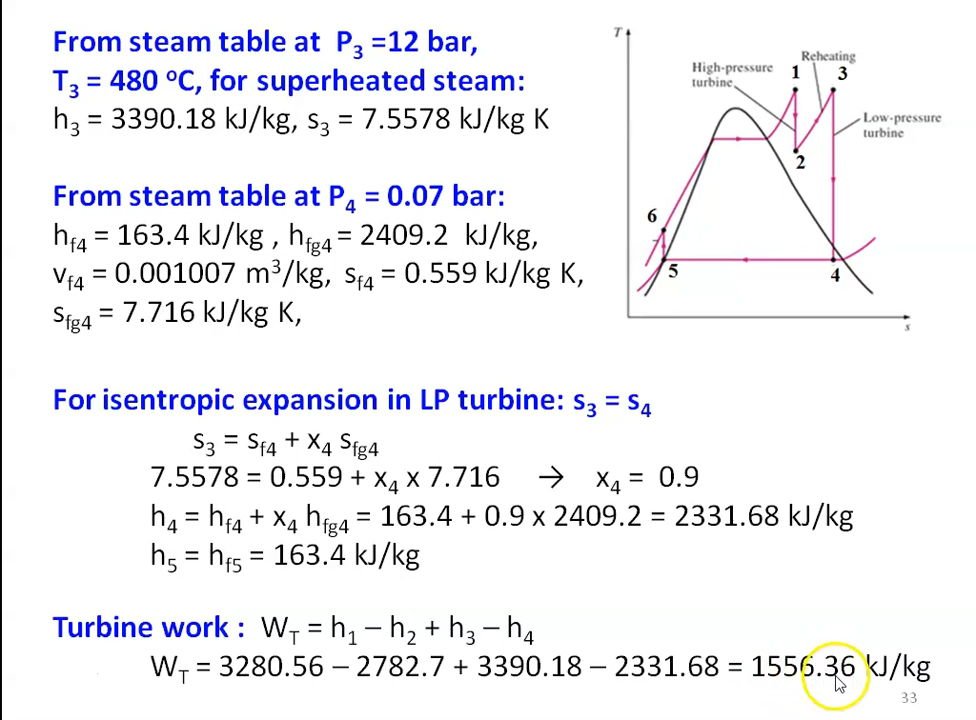 From steam table at P₃ =12 bar,
T₃ = 480 ºC, for superheated steam:
h₃ = 3390.18 kJ/kg, s₃ = 7.5578 kJ/kg K
From steam table at P₄ = 0.07 bar:
h_f4 = 163.4 kJ/kg , h_fg4 = 2409.2 kJ/kg,
v_f4 = 0.001007 m³/kg, s_f4 = 0.559 kJ/kg K,
s_fg4 = 7.716 kJ/kg K,
T
High-pressure
turbine
1
Reheating
3
Low-pressure
turbine
2
6
5
4
s
For isentropic expansion in LP turbine: s₃ = s₄
s₃ = s_f4 + x₄ s_fg4
7.5578 = 0.559 + x₄ x 7.716 → x₄ = 0.9
h₄ = h_f4 + x₄ h_fg4 = 163.4 + 0.9 x 2409.2 = 2331.68 kJ/kg
h₅ = h_f5 = 163.4 kJ/kg
Turbine work : W_T = h₁ – h₂ + h₃ – h₄
W_T = 3280.56 – 2782.7 + 3390.18 – 2331.68 = 1556.36 kJ/kg
33